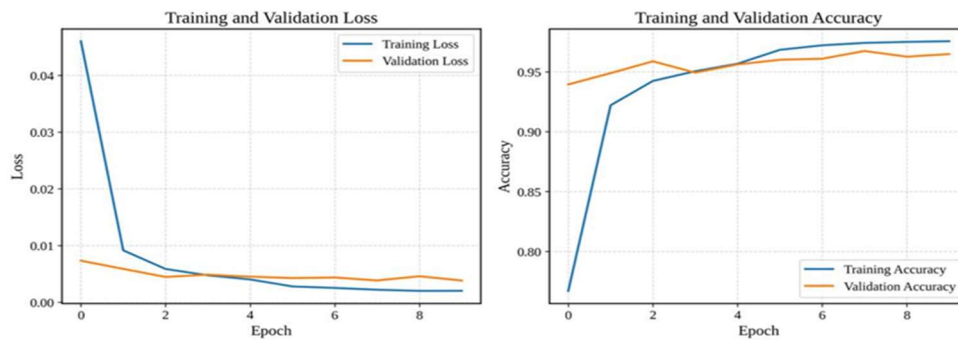 Training and Validation Loss
Training Loss
Validation Loss
0.04
0.03
0.02
0.01
0.00
Loss
0 2 4 6 8
Epoch
Training and Validation Accuracy
0.95
0.90
0.85
0.80
Accuracy
Training Accuracy
Validation Accuracy
0 2 4 6 8
Epoch